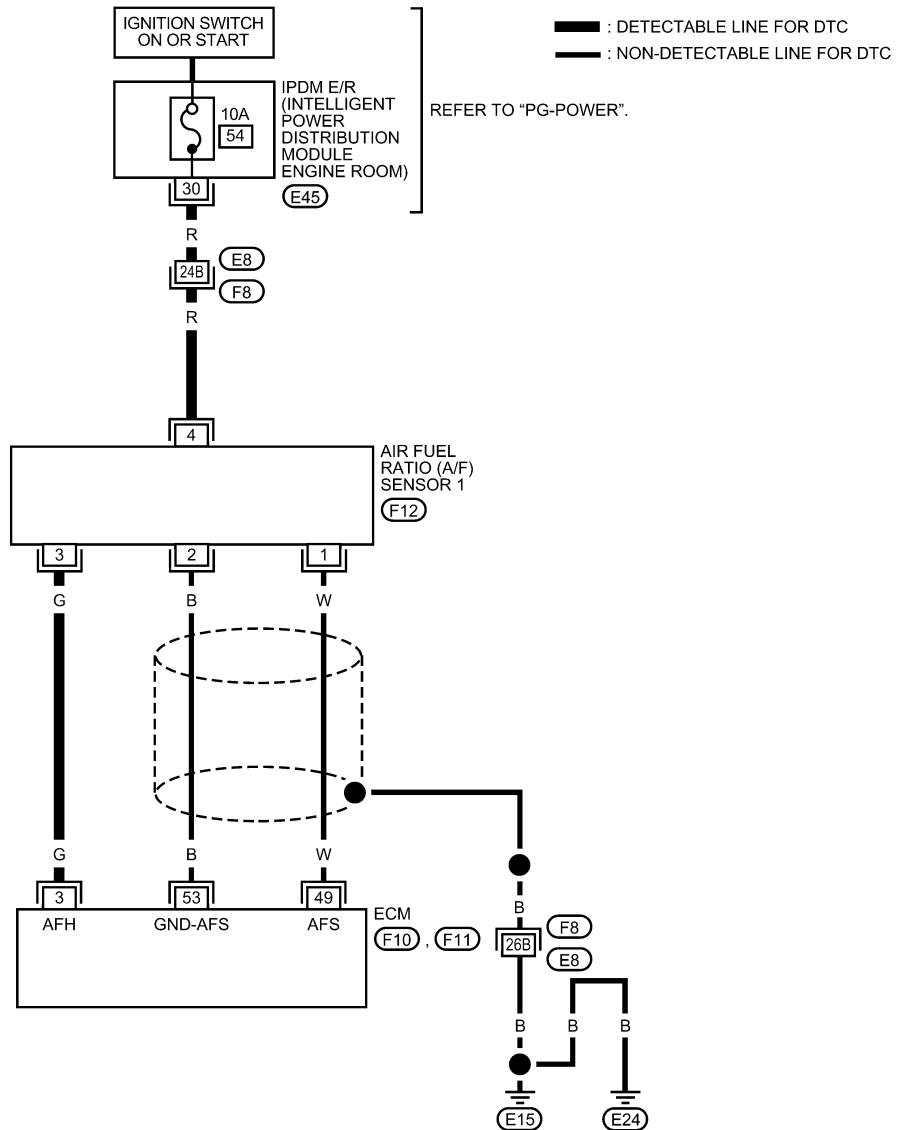 IGNITION SWITCH
ON OR START
: DETECTABLE LINE FOR DTC
: NON-DETECTABLE LINE FOR DTC
10A
54
IPDM E/R
(INTELLIGENT
POWER
DISTRIBUTION
MODULE
ENGINE ROOM)
E45
REFER TO “PG-POWER”.
30
R
24B
E8
F8
R
4
AIR FUEL
RATIO (A/F)
SENSOR 1
F12
3 2 1
G B W
G B W
3 53 49
AFH GND-AFS AFS
ECM
F10 , F11
B
26B
F8
E8
B B B
E15 E24